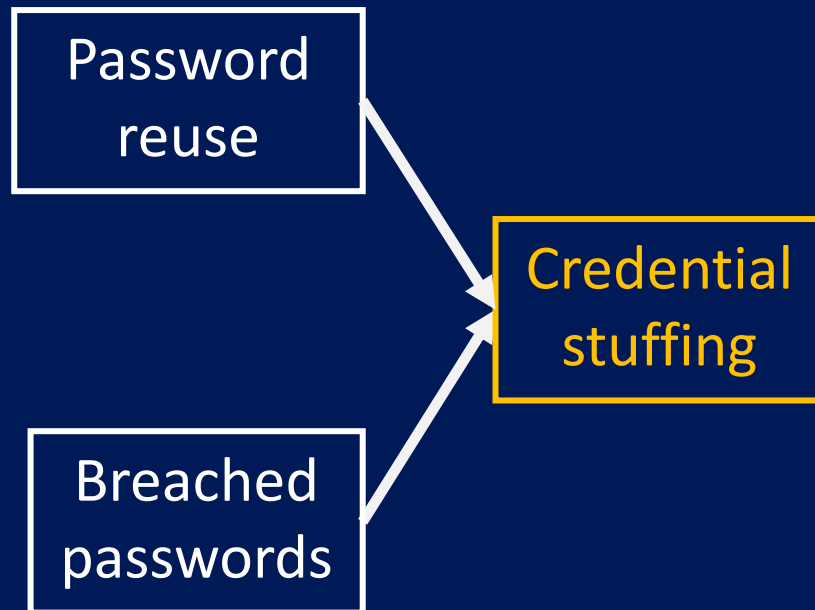 Password
reuse
Credential
stuffing
Breached
passwords